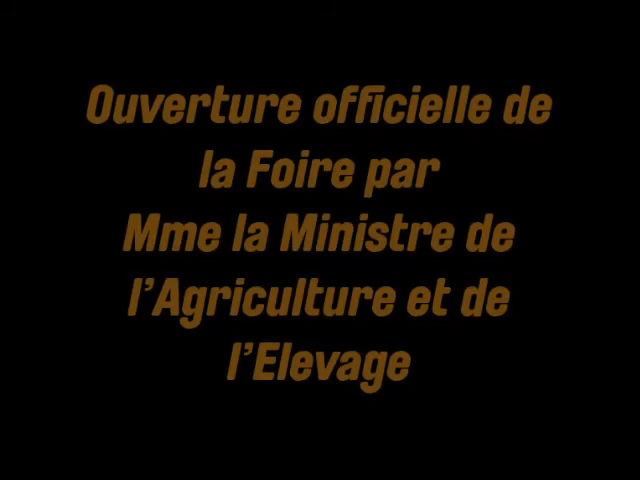 Ouverture officielle de
la Foire par
Mme la Ministre de
l’Agriculture et de
l’Elevage